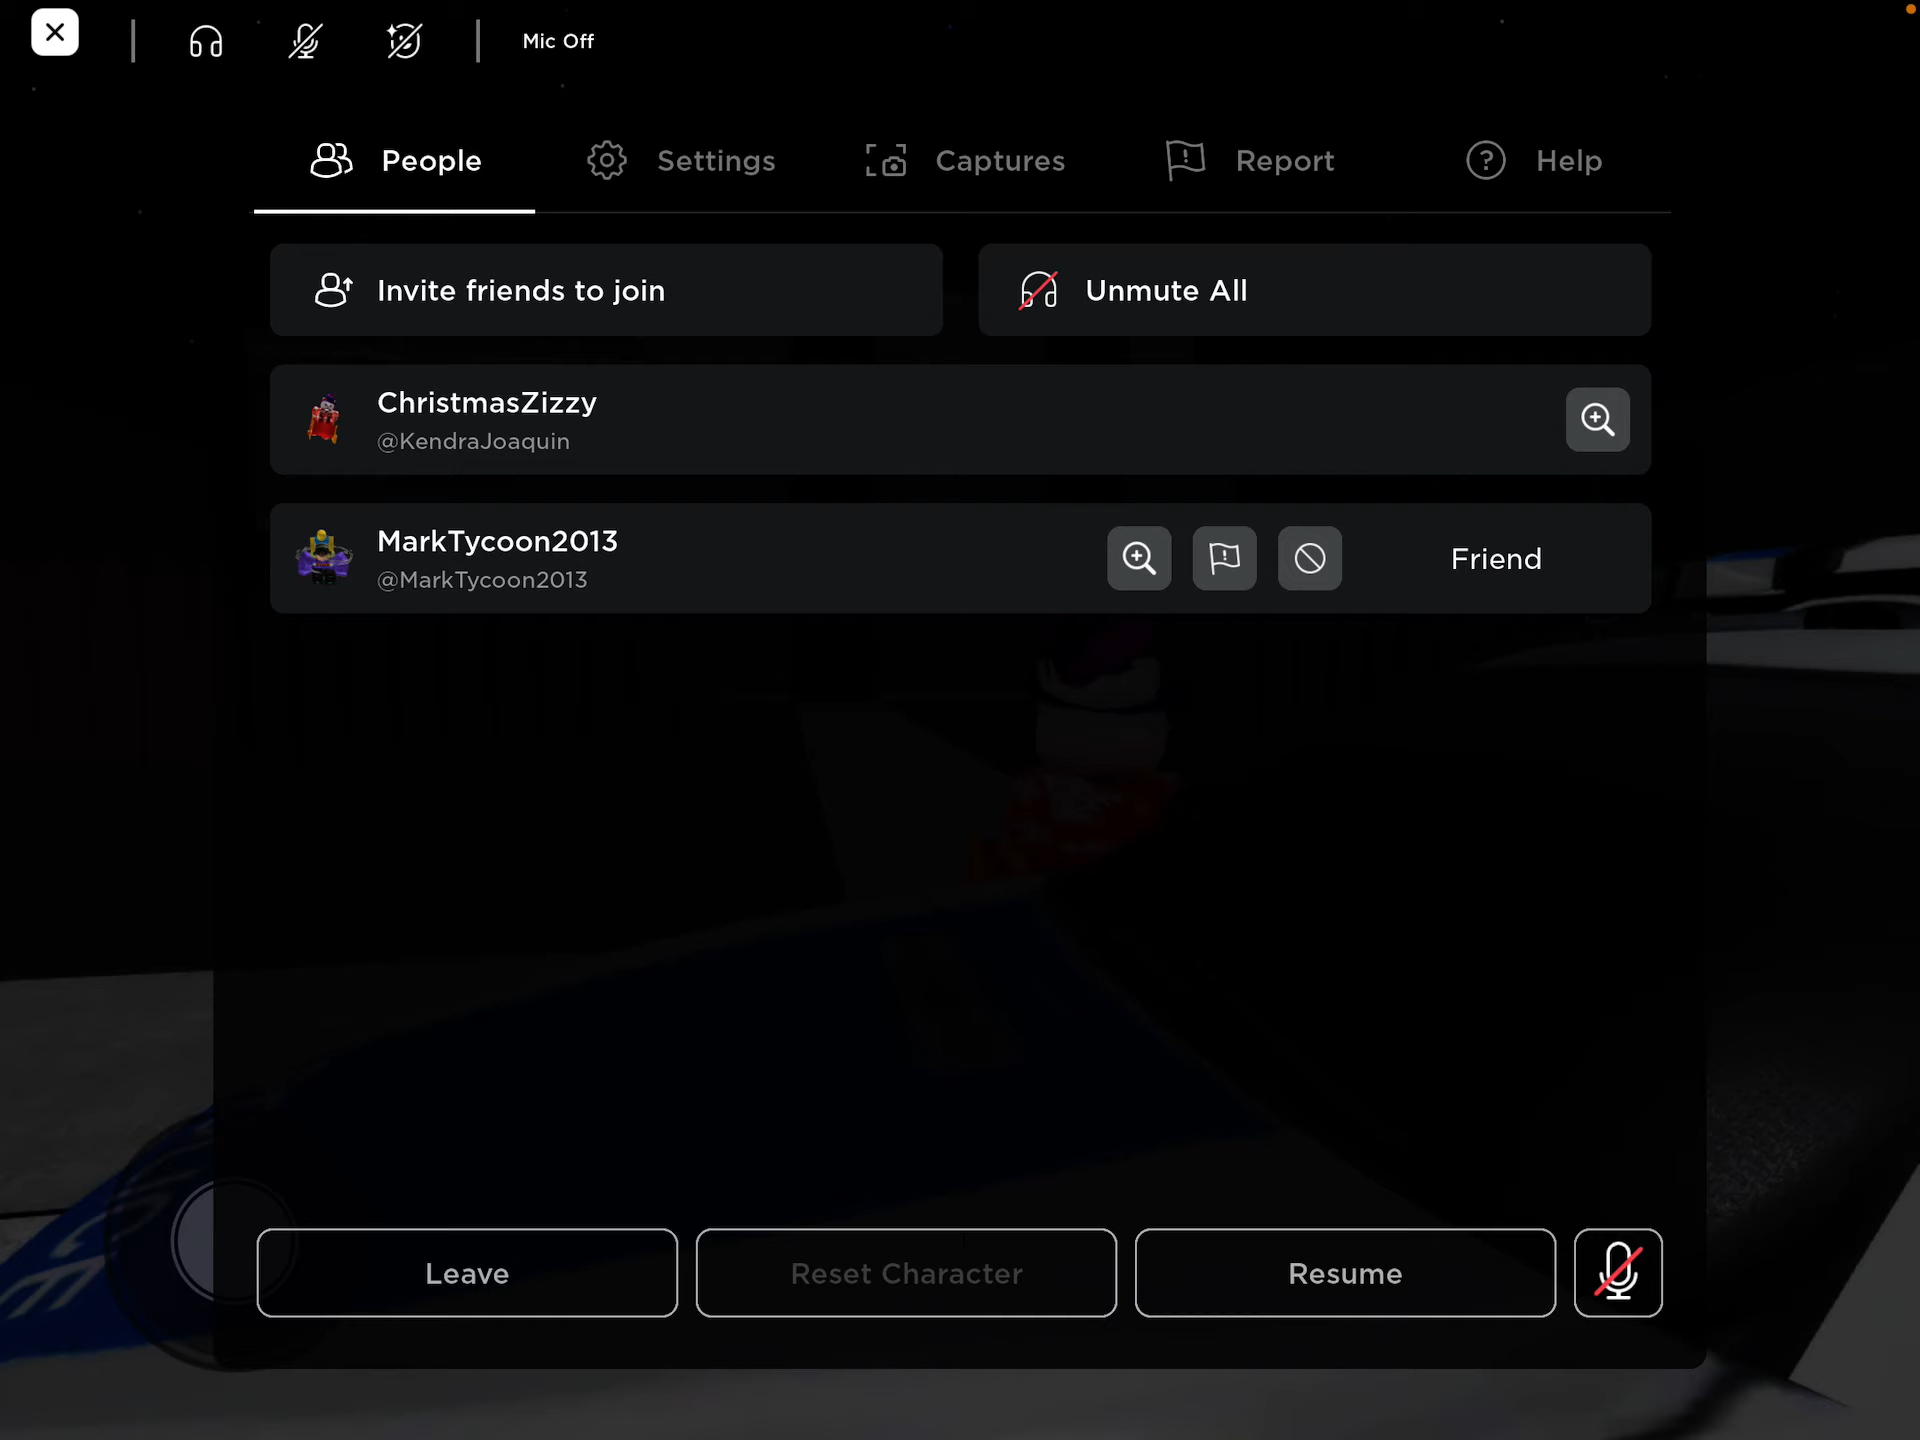 Mic Off
People
Settings
Captures
Report
Help
Invite friends to join
Unmute All
ChristmasZizzy
@KendraJoaquin
MarkTycoon2013
@MarkTycoon2013
Friend
Leave
Reset Character
Resume